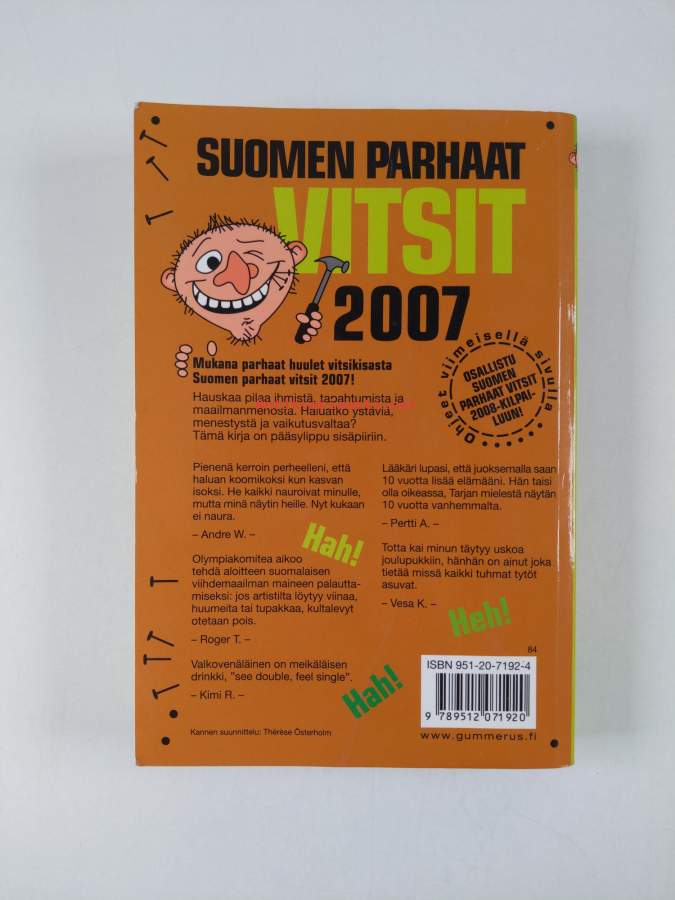 SUOMEN PARHAAT
VITSIT
2007
Mukana parhaat huulet vitsikisasta
Suomen parhaat vitsit 2007!
Hauskaa pilaa ihmistä, tapahtumista ja
maailmanmenosta. Haluatko ystäviä,
menestystä ja vaikutusvaltaa?
Tämä kirja on pääsylippu sisäpiiriin.
Ohjeet viimeisellä sivulla
OSALLISTU
SUOMEN
PARHAAT VITSIT
2008-KILPAI-
LUUN!
Pienenä kerroin perheelleni, että
haluan koomikoksi kun kasvan
isoksi. He kaikki nauroivat minulle,
mutta minä näytin heille. Nyt kukaan
ei naura.
– Andre W. –
Hah!
Olympiakomitea aikoo
tehdä aloitteen suomalaisen
viihdemaailman maineen palautta-
miseksi: jos artistilta löytyy viinaa,
huumeita tai tupakkaa, kultalevyt
otetaan pois.
– Roger T. –
Valkovenäläinen on meikäläisen
drinkki, "see double, feel single".
– Kimi R. –
Hah!
Lääkäri lupasi, että juoksemalla saan
10 vuotta lisää elämääni. Hän taisi
olla oikeassa, Tarjan mielestä näytän
10 vuotta vanhemmalta.
– Pertti A. –
Totta kai minun täytyy uskoa
joulupukkiin, hänhän on ainut joka
tietää missä kaikki tuhmat tytöt
asuvat.
– Vesa K. –
Heh!
84
ISBN 951-20-7192-4
9 789512 071920
www.gummerus.fi
Kannen suunnittelu: Thérèse Österholm